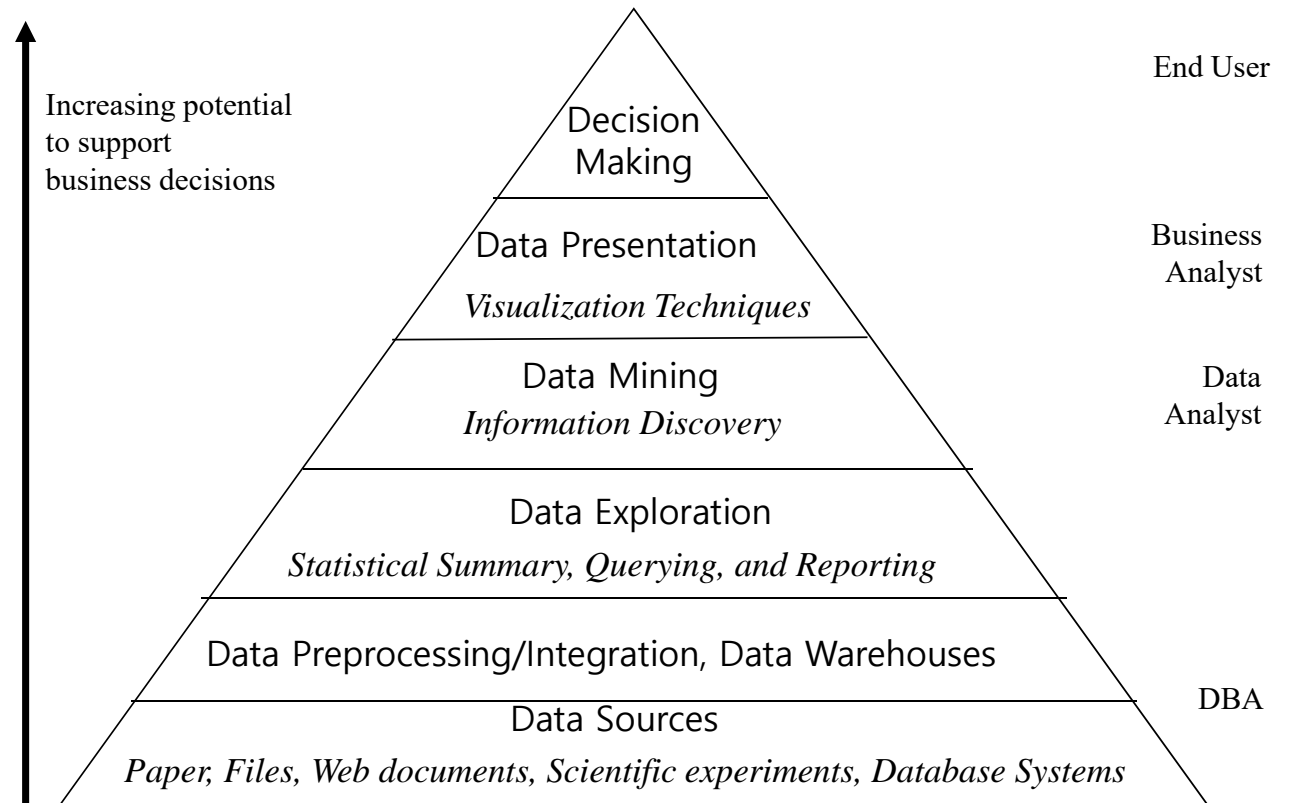 End User
Increasing potential
to support
business decisions
Decision
Making
Data Presentation
Visualization Techniques
Business
Analyst
Data Mining
Information Discovery
Data
Analyst
Data Exploration
Statistical Summary, Querying, and Reporting
Data Preprocessing/Integration, Data Warehouses
DBA
Data Sources
Paper, Files, Web documents, Scientific experiments, Database Systems